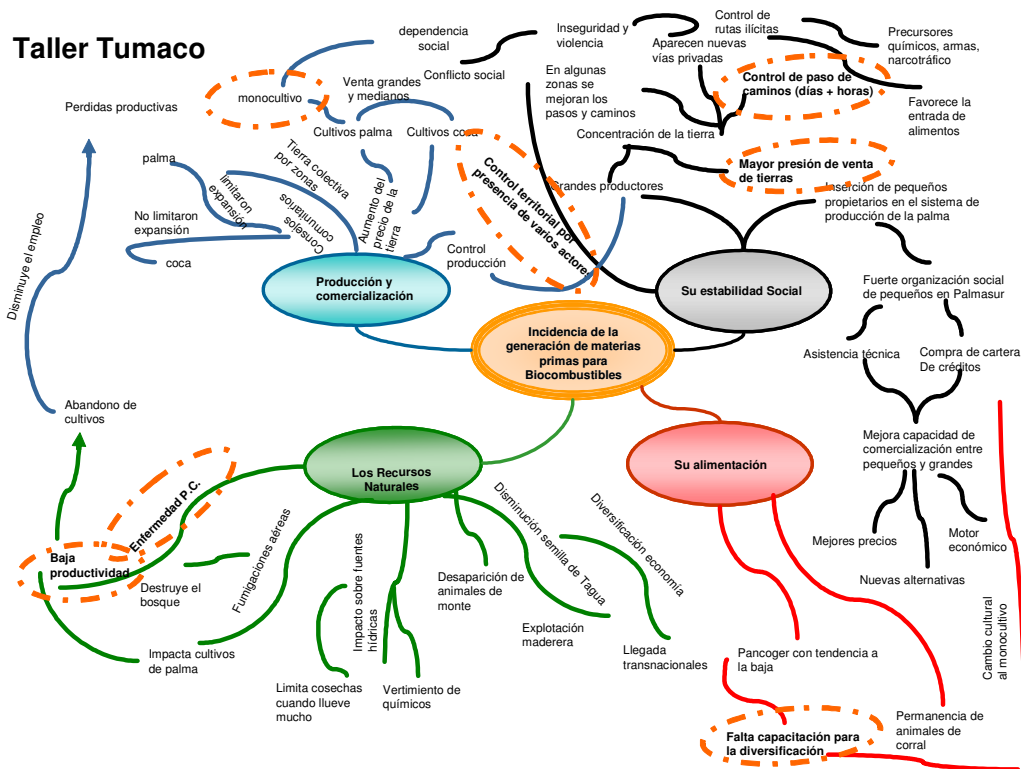 Taller Tumaco
dependencia
social
Conflicto social
Inseguridad y
violencia
Control de
rutas ilícitas
Aparecen nuevas
vías privadas
Precursores
químicos, armas,
narcotráfico
Favorece la
entrada de
alimentos
Control de paso de
caminos (días + horas)
En algunas
zonas se
mejoran los
pasos y caminos
Concentración de la tierra
Mayor presión de venta
de tierras
Grandes productores
Inserción de pequeños
propietarios en el sistema de
producción de la palma
Fuerte organización social
de pequeños en Palmasur
Asistencia técnica
Compra de cartera
De créditos
Mejora capacidad de
comercialización entre
pequeños y grandes
Mejores precios
Motor
económico
Nuevas alternativas
Su estabilidad Social
Perdidas productivas
monocultivo
Venta grandes
y medianos
Cultivos palma
Cultivos coca
palma
limitaron
expansión
Tierra colectiva
por zonas
Consejos
comunitarios
Aumento del
precio de la
tierra
No limitaron
expansión
coca
Control
producción
Control territorial por
presencia de varios actores
Producción y
comercialización
Incidencia de la
generación de materias
primas para
Biocombustibles
Disminuye el empleo
Abandono de
cultivos
Los Recursos
Naturales
Enfermedad P.C.
Baja
productividad
Destruye el
bosque
Fumigaciones aéreas
Impacta cultivos
de palma
Impacto sobre fuentes
hídricas
Limita cosechas
cuando llueve
mucho
Vertimiento de
químicos
Desaparición de
animales de
monte
Disminución semilla de Tagua
Explotación
maderera
Diversificación economía
Llegada
transnacionales
Su alimentación
Pancoger con tendencia a
la baja
Falta capacitación para
la diversificación
Permanencia de
animales de
corral
Cambio cultural
al monocultivo